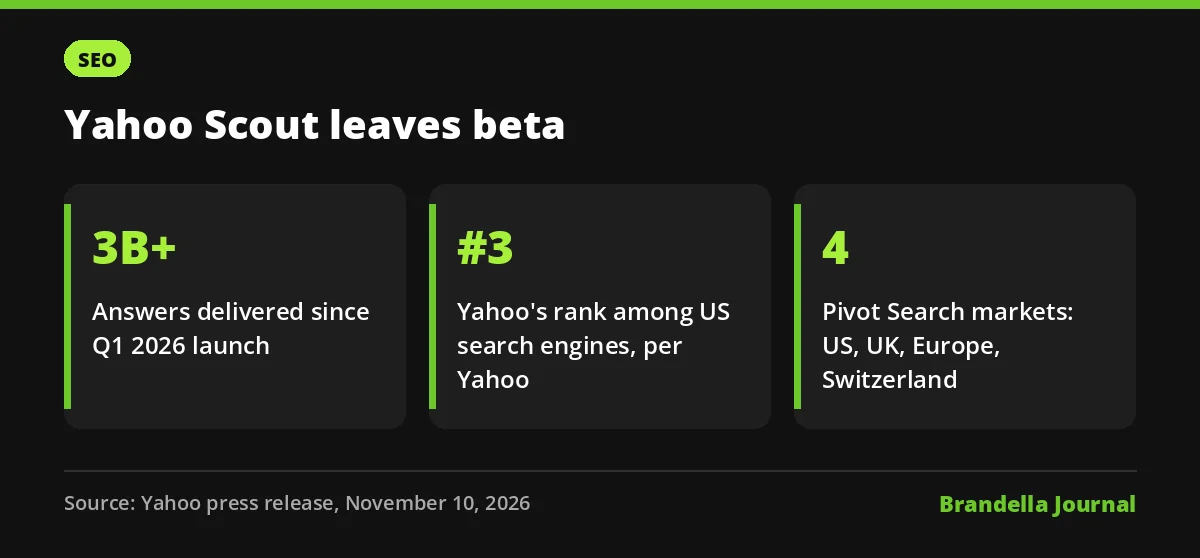 SEO
Yahoo Scout leaves beta
3B+
Answers delivered since
Q1 2026 launch
#3
Yahoo's rank among US
search engines, per
Yahoo
4
Pivot Search markets:
US, UK, Europe,
Switzerland
Source: Yahoo press release, November 10, 2026
Brandella Journal